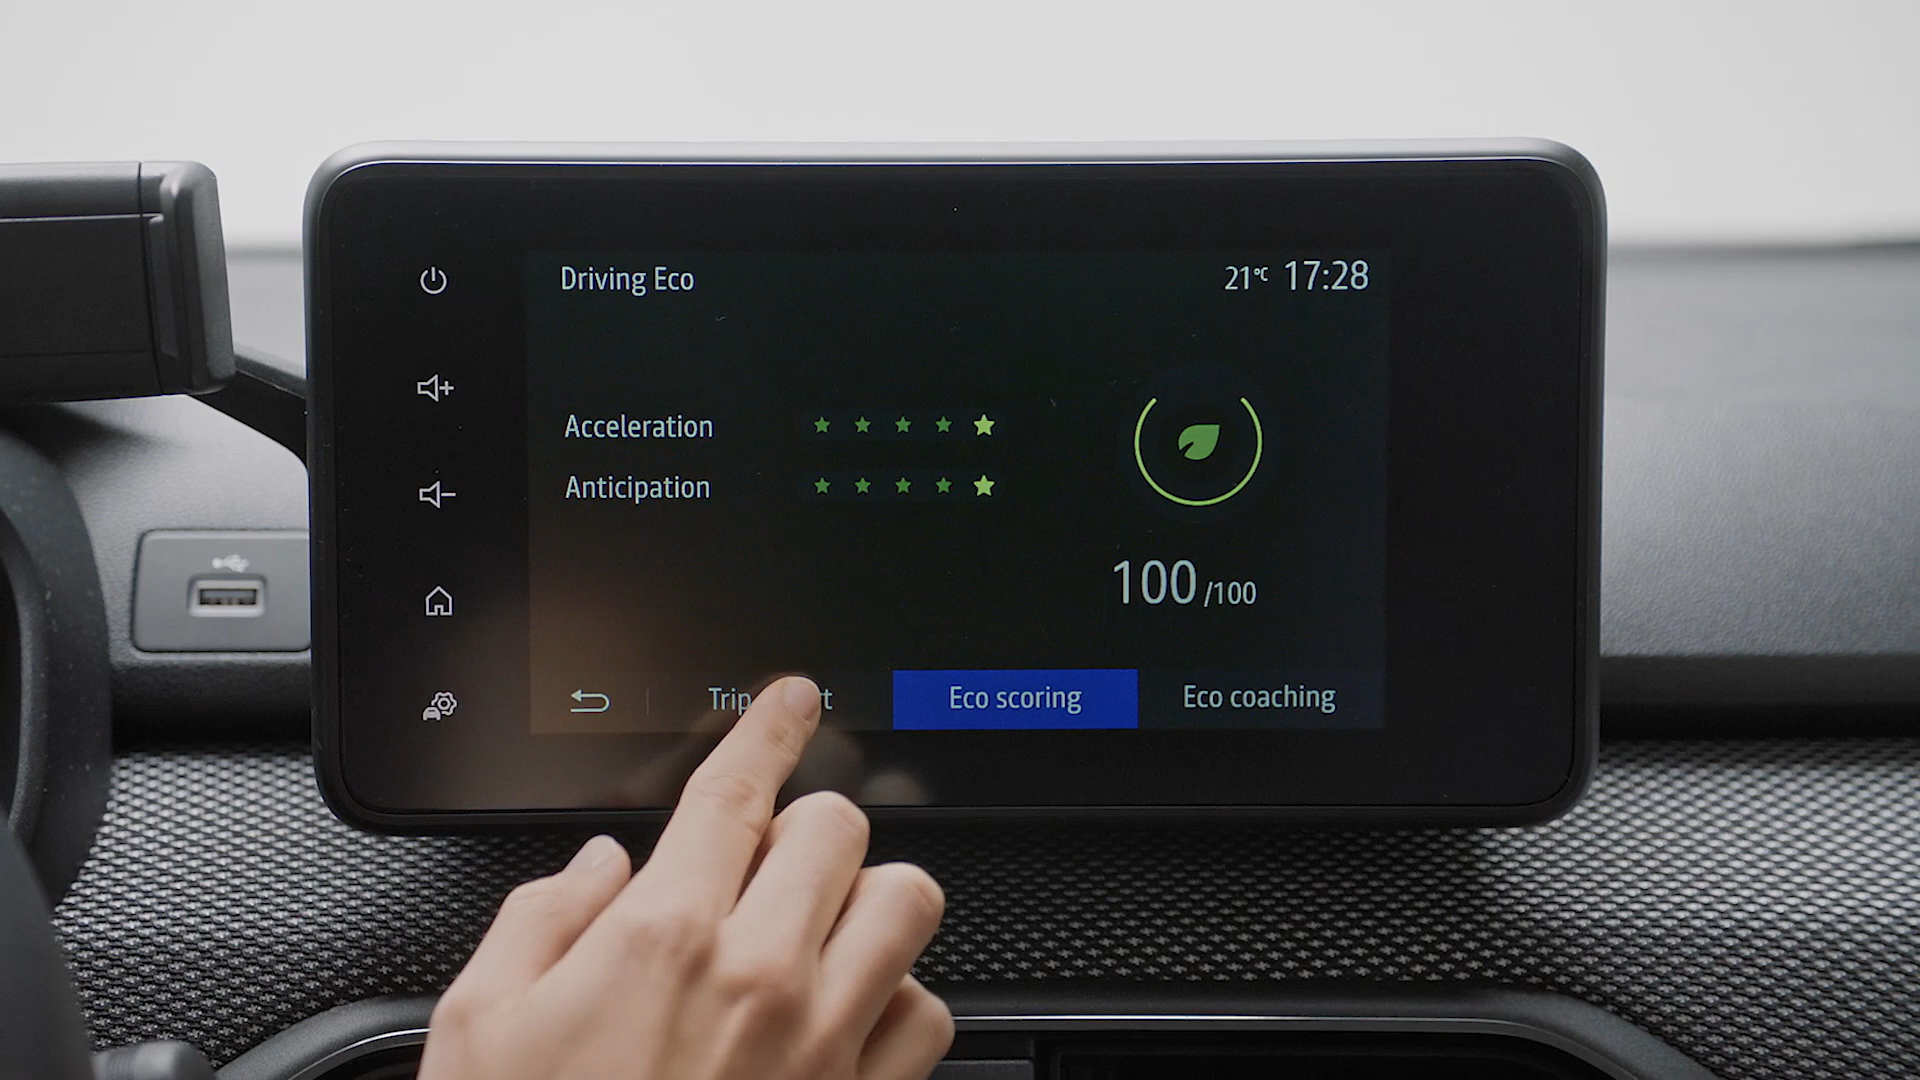 Driving Eco
21°C 17:28
Acceleration
Anticipation
100/100
Trip
Eco scoring
Eco coaching